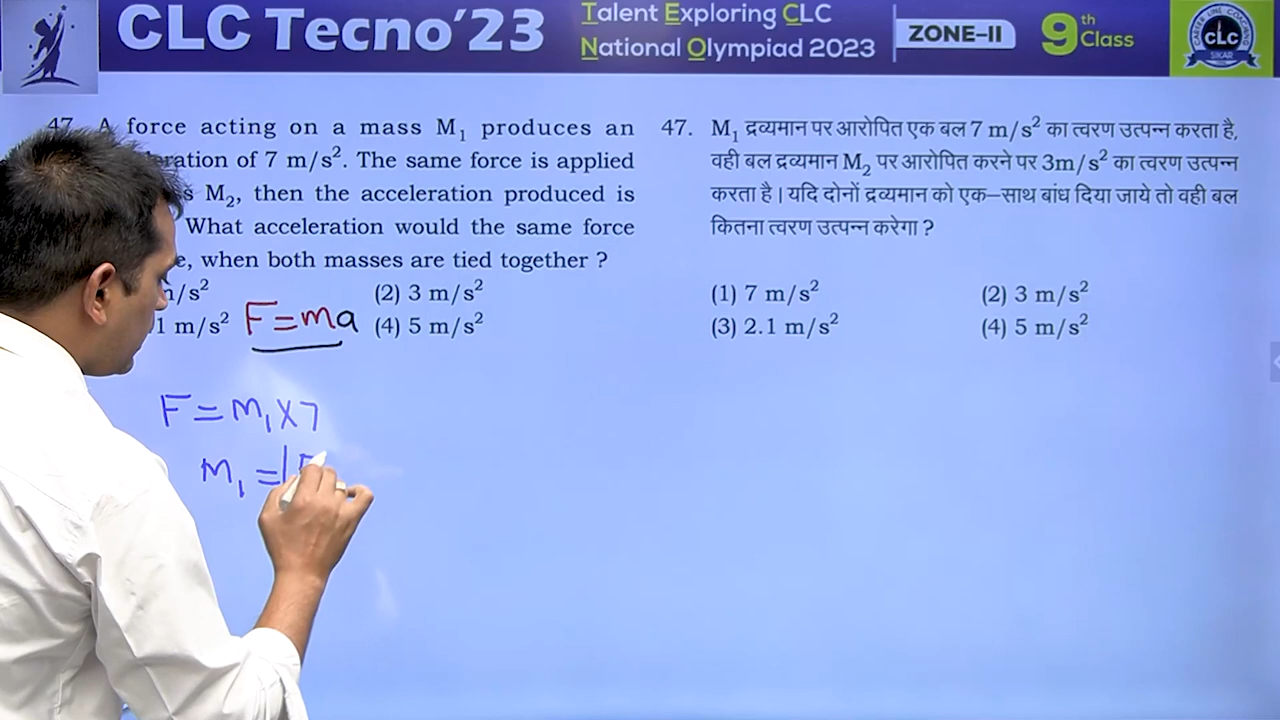 CLC Tecno'23
Talent Exploring CLC
National Olympiad 2023
ZONE–II
9th Class
CLC
SIKAR
47. A force acting on a mass M₁ produces an
eration of 7 m/s². The same force is applied
M₂, then the acceleration produced is
What acceleration would the same force
e, when both masses are tied together ?
m/s² (2) 3 m/s²
1 m/s² (4) 5 m/s²
F = ma
F = m₁ x 7
m₁ =
47. M₁ द्रव्यमान पर आरोपित एक बल 7 m/s² का त्वरण उत्पन्न करता है,
वही बल द्रव्यमान M₂ पर आरोपित करने पर 3m/s² का त्वरण उत्पन्न
करता है। यदि दोनों द्रव्यमान को एक–साथ बांध दिया जाये तो वही बल
कितना त्वरण उत्पन्न करेगा ?
(1) 7 m/s² (2) 3 m/s²
(3) 2.1 m/s² (4) 5 m/s²